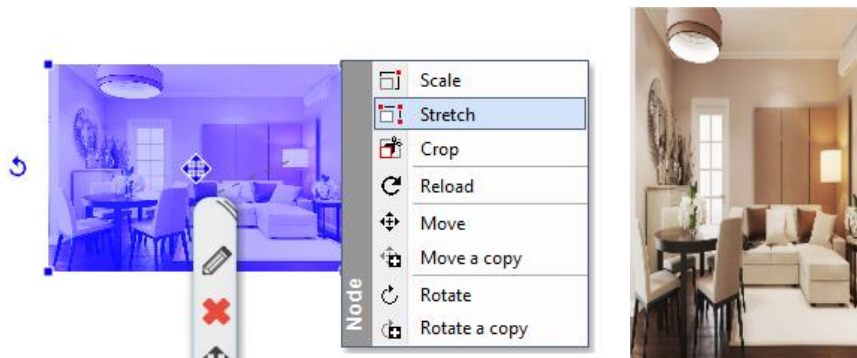 Scale
Stretch
Crop
Reload
Move
Move a copy
Rotate
Rotate a copy
Node